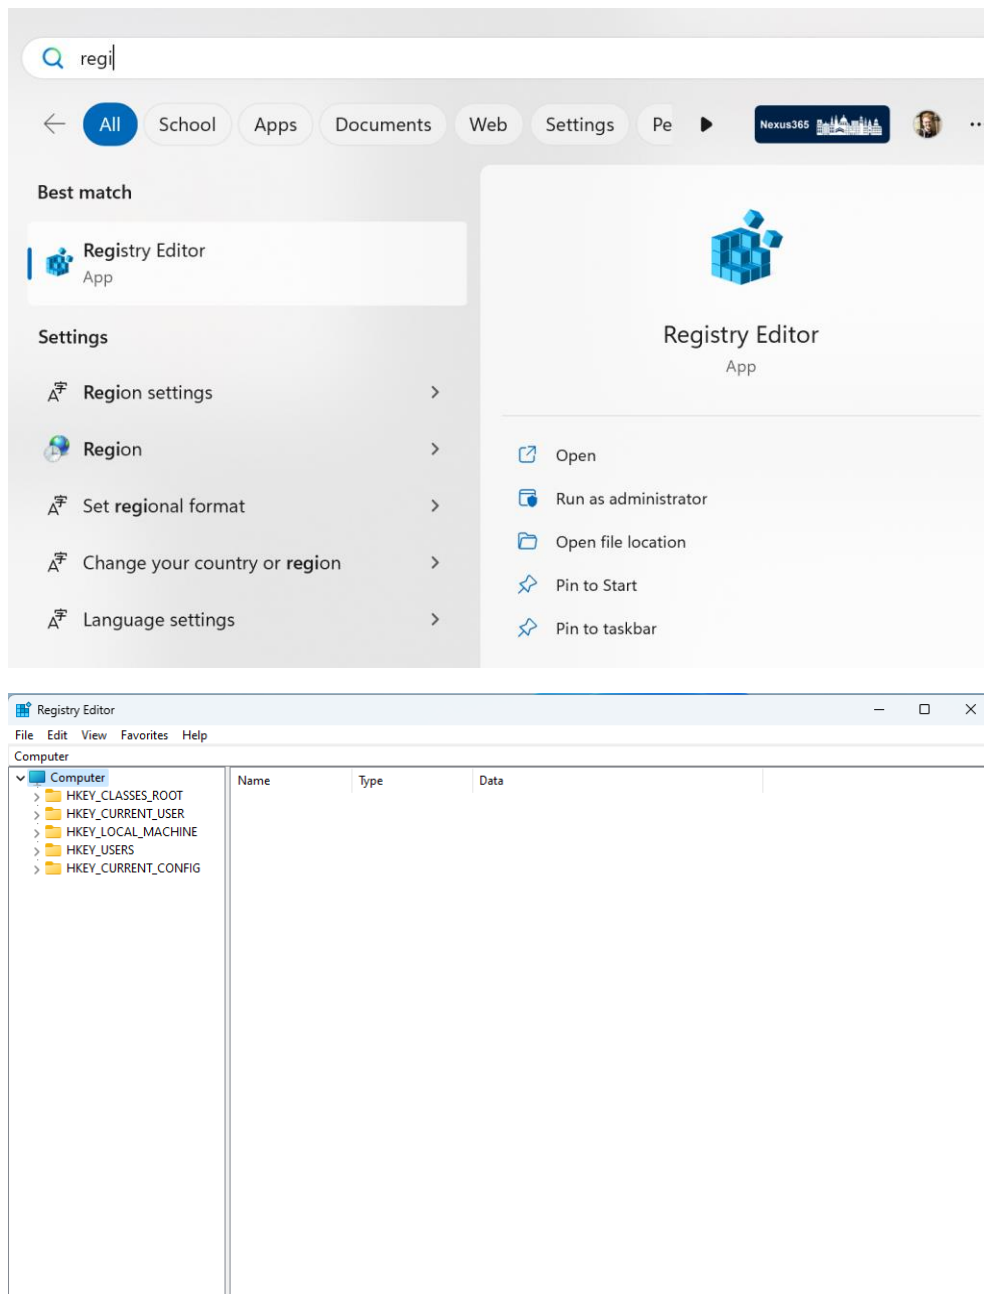 regi
All School Apps Documents Web Settings Pe
Nexus365
Best match
Registry Editor
App
Settings
Region settings
Region
Set regional format
Change your country or region
Language settings
Registry Editor
App
Open
Run as administrator
Open file location
Pin to Start
Pin to taskbar
Registry Editor
File Edit View Favorites Help
Computer
Computer
HKEY_CLASSES_ROOT
HKEY_CURRENT_USER
HKEY_LOCAL_MACHINE
HKEY_USERS
HKEY_CURRENT_CONFIG
Name Type Data